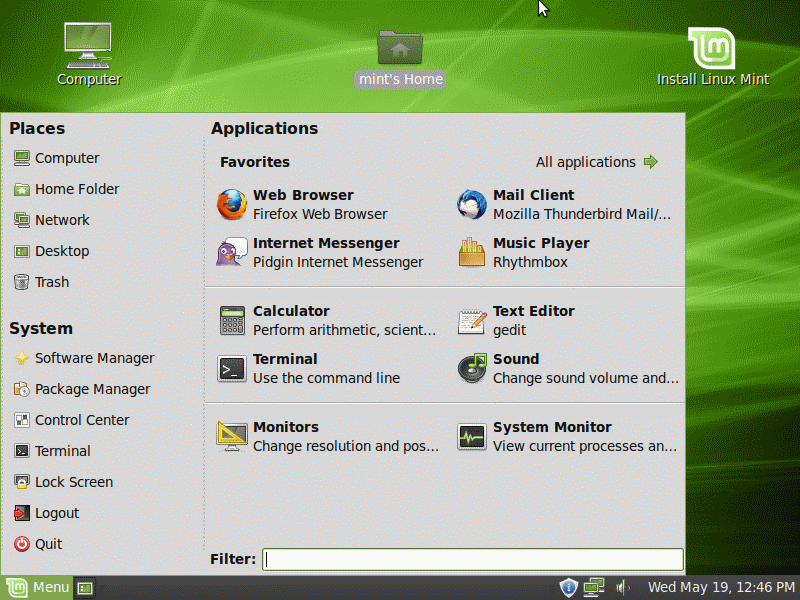 Computer
mint's Home
Install Linux Mint
Places
Computer
Home Folder
Network
Desktop
Trash
System
Software Manager
Package Manager
Control Center
Terminal
Lock Screen
Logout
Quit
Applications
Favorites
All applications
Web Browser
Firefox Web Browser
Mail Client
Mozilla Thunderbird Mail/...
Internet Messenger
Pidgin Internet Messenger
Music Player
Rhythmbox
Calculator
Perform arithmetic, scient...
Text Editor
gedit
Terminal
Use the command line
Sound
Change sound volume and...
Monitors
Change resolution and pos...
System Monitor
View current processes an...
Filter:
Menu
Wed May 19, 12:46 PM